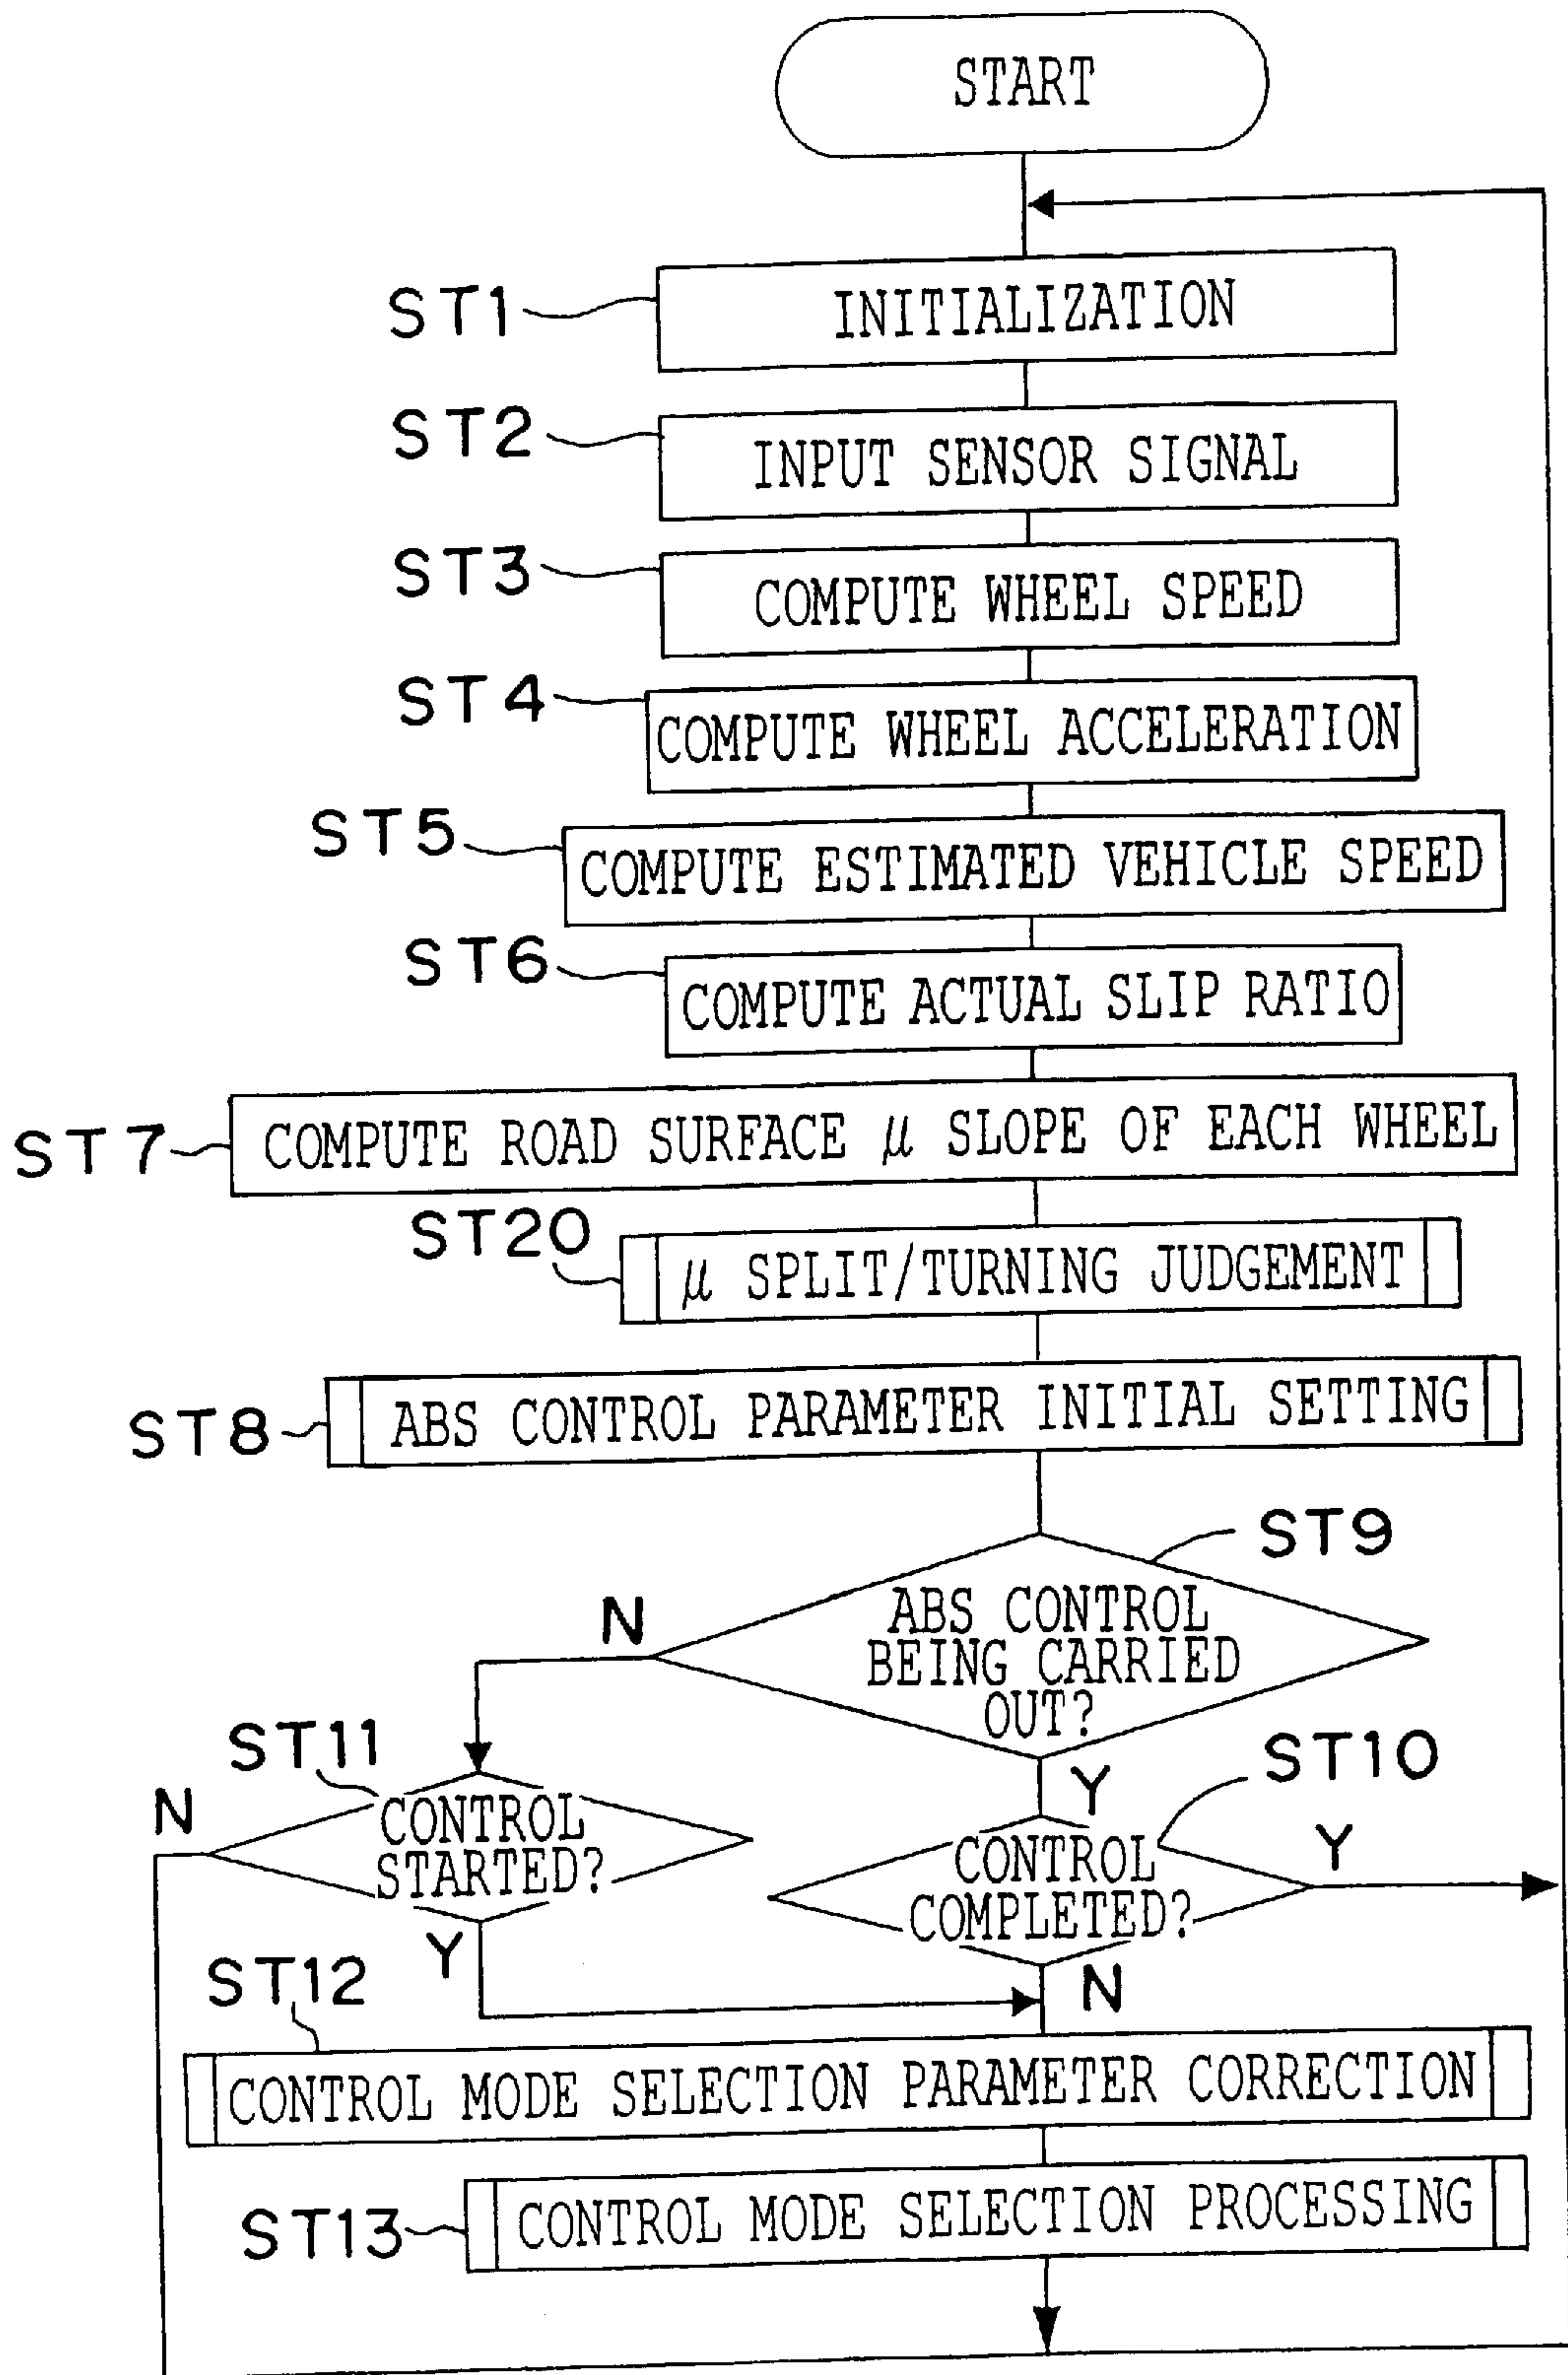 START
ST1
INITIALIZATION
ST2
INPUT SENSOR SIGNAL
ST3
COMPUTE WHEEL SPEED
ST4
COMPUTE WHEEL ACCELERATION
ST5
COMPUTE ESTIMATED VEHICLE SPEED
ST6
COMPUTE ACTUAL SLIP RATIO
ST7
COMPUTE ROAD SURFACE μ SLOPE OF EACH WHEEL
ST20
μ SPLIT/TURNING JUDGEMENT
ST8
ABS CONTROL PARAMETER INITIAL SETTING
ST9
ABS CONTROL
BEING CARRIED
OUT?
N
Y
ST11
CONTROL
STARTED?
N
Y
ST10
CONTROL
COMPLETED?
Y
N
ST12
CONTROL MODE SELECTION PARAMETER CORRECTION
ST13
CONTROL MODE SELECTION PROCESSING